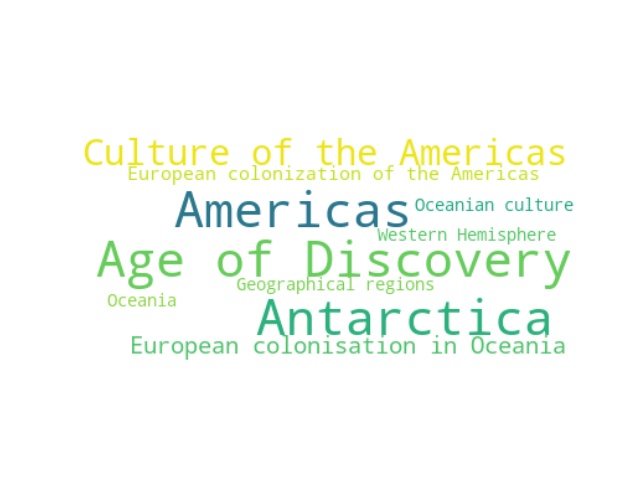 Culture of the Americas
European colonization of the Americas
Americas
Oceanian culture
Western Hemisphere
Age of Discovery
Geographical regions
Oceania
Antarctica
European colonisation in Oceania